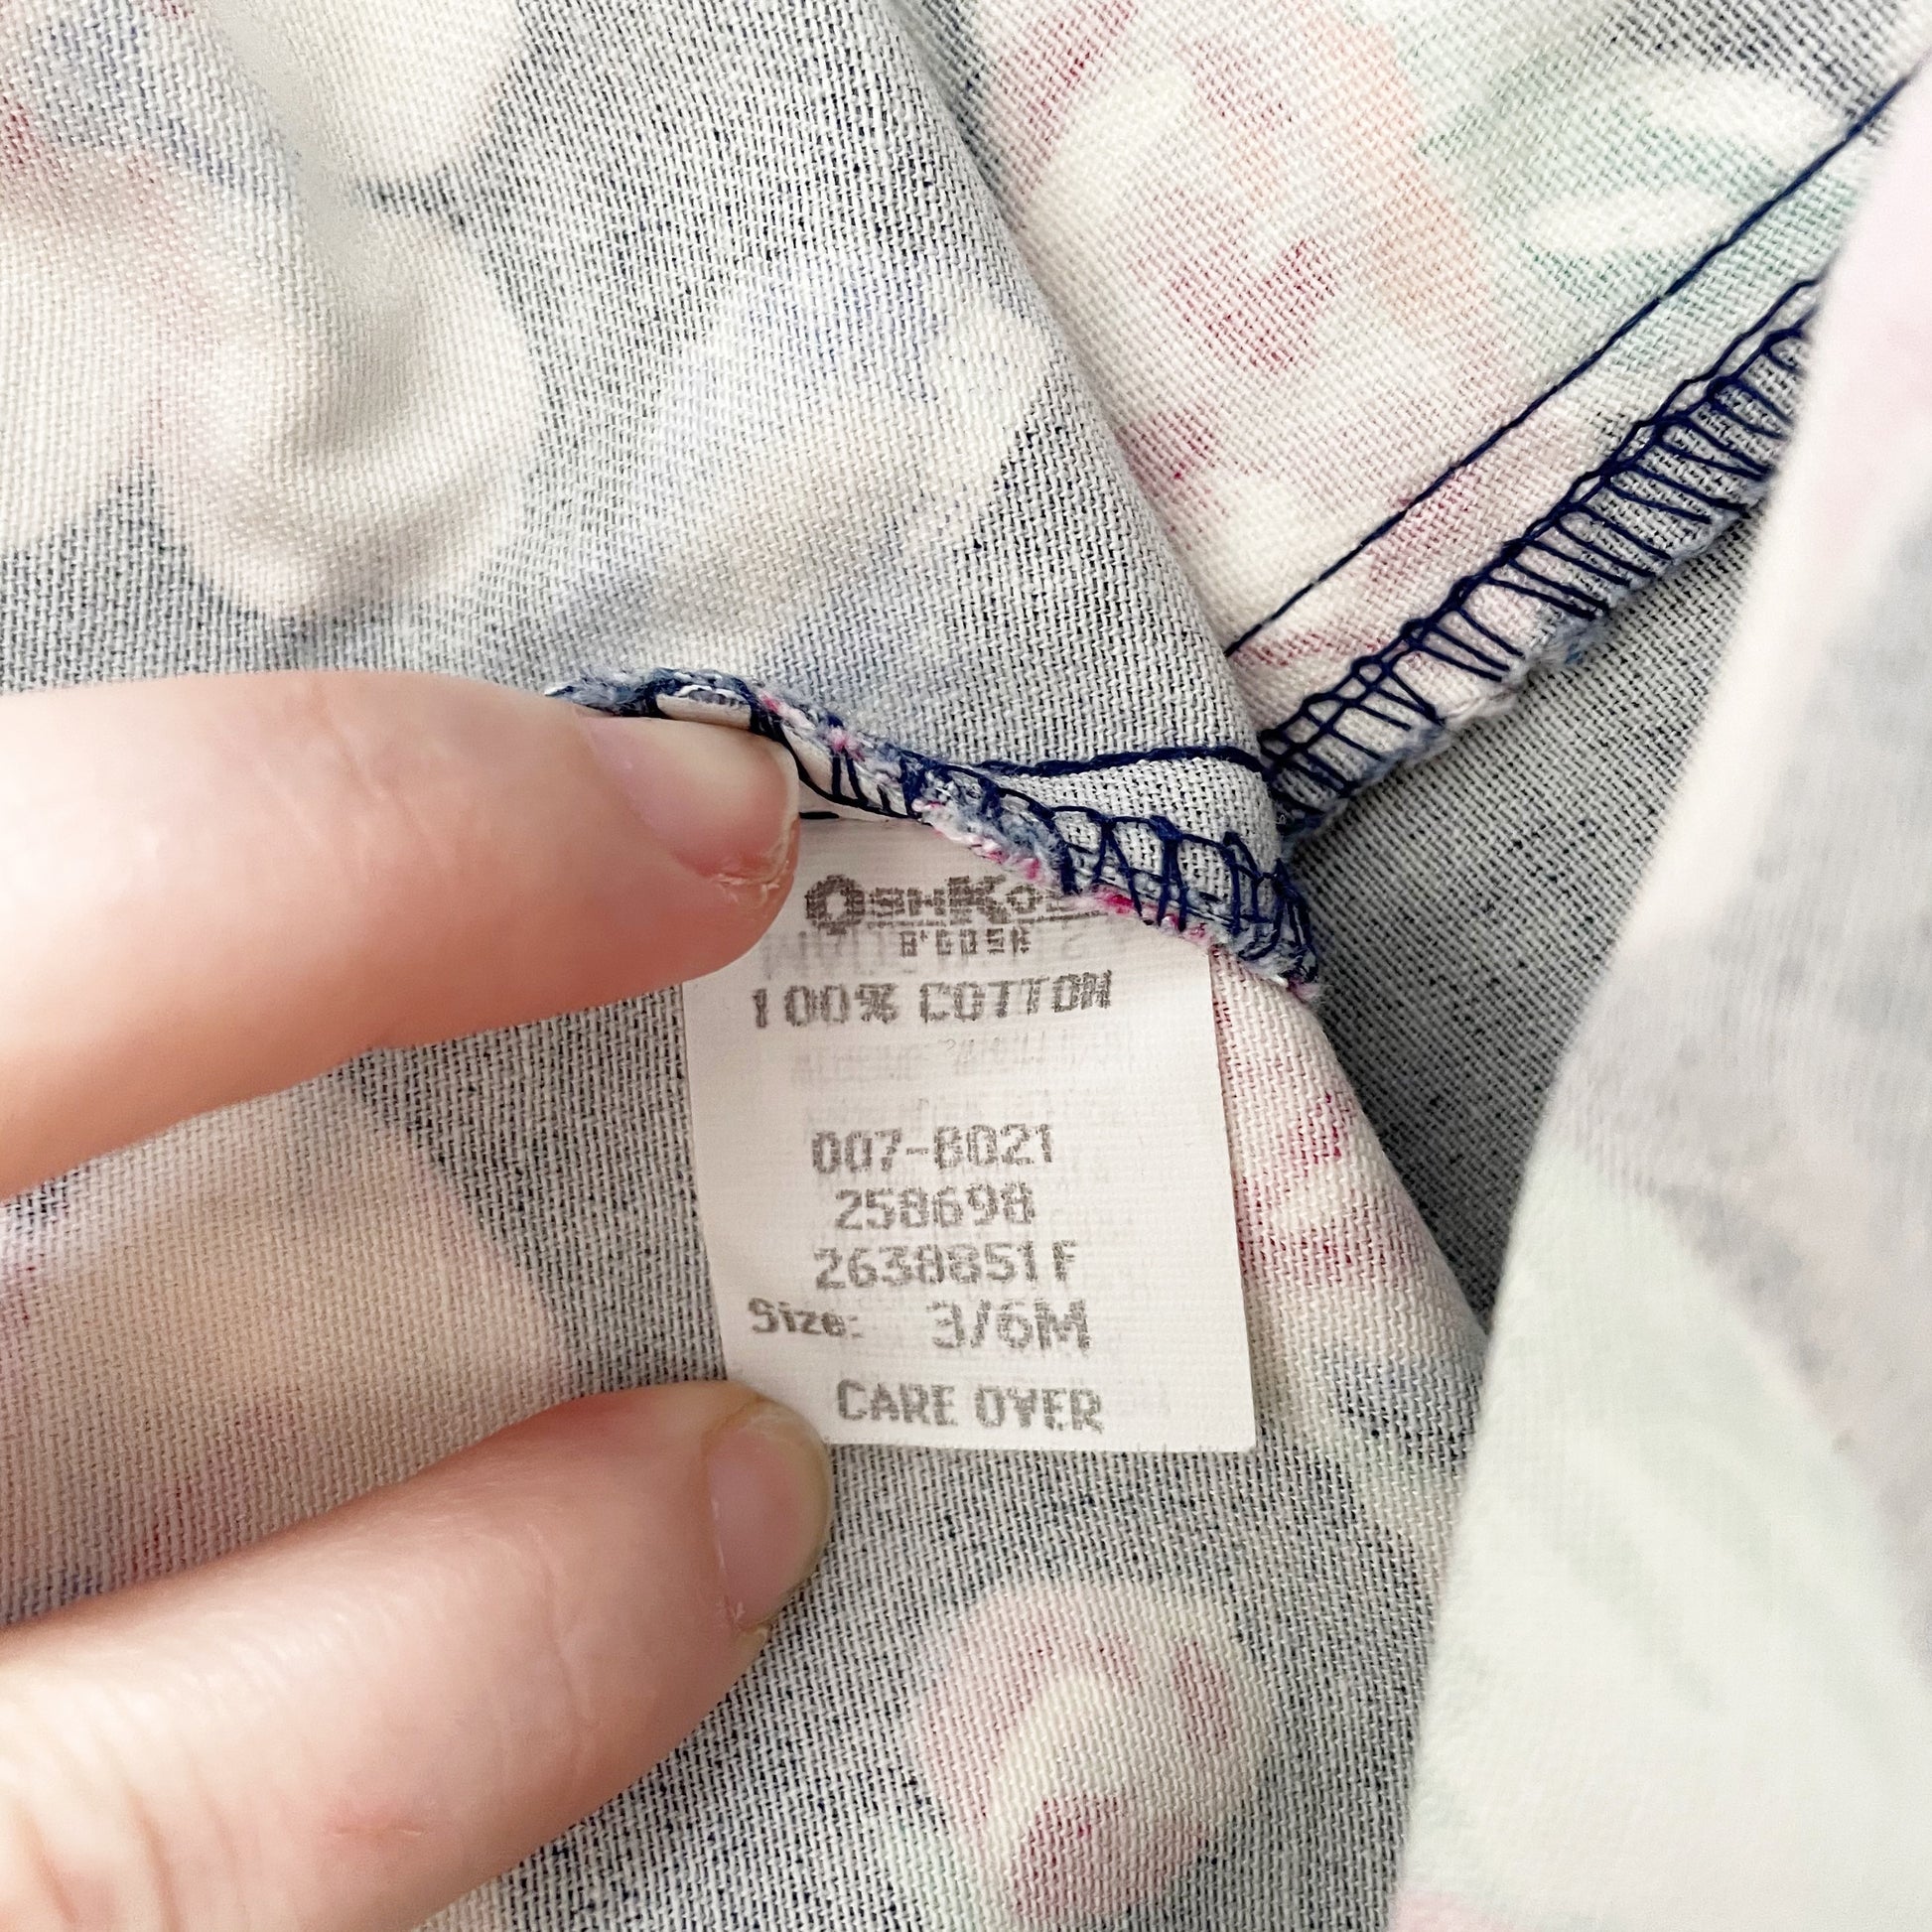 OshKosh
B'GOSH
100% COTTON
007-8021
258698
2638851F
Size: 3/6M
CARE OVER